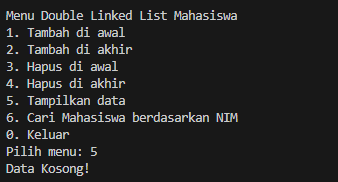 Menu Double Linked List Mahasiswa
1. Tambah di awal
2. Tambah di akhir
3. Hapus di awal
4. Hapus di akhir
5. Tampilkan data
6. Cari Mahasiswa berdasarkan NIM
0. Keluar
Pilih menu: 5
Data Kosong!